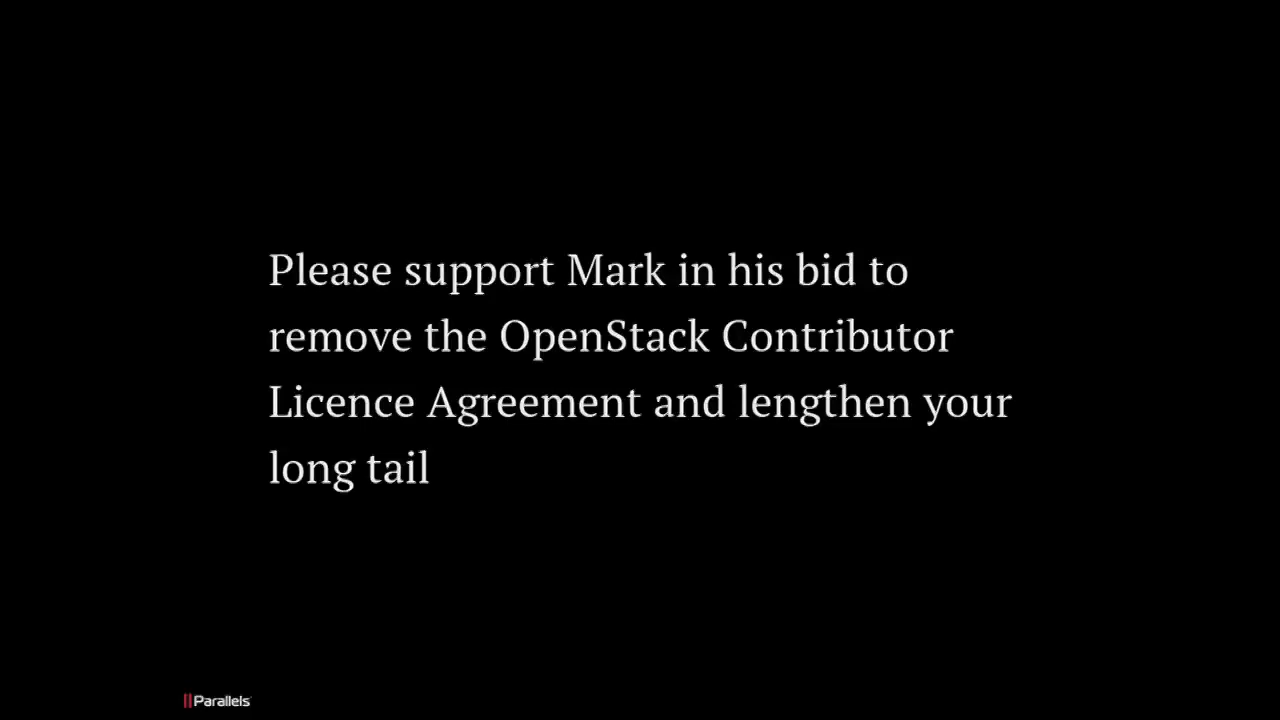 Please support Mark in his bid to
remove the OpenStack Contributor
Licence Agreement and lengthen your
long tail
Parallels